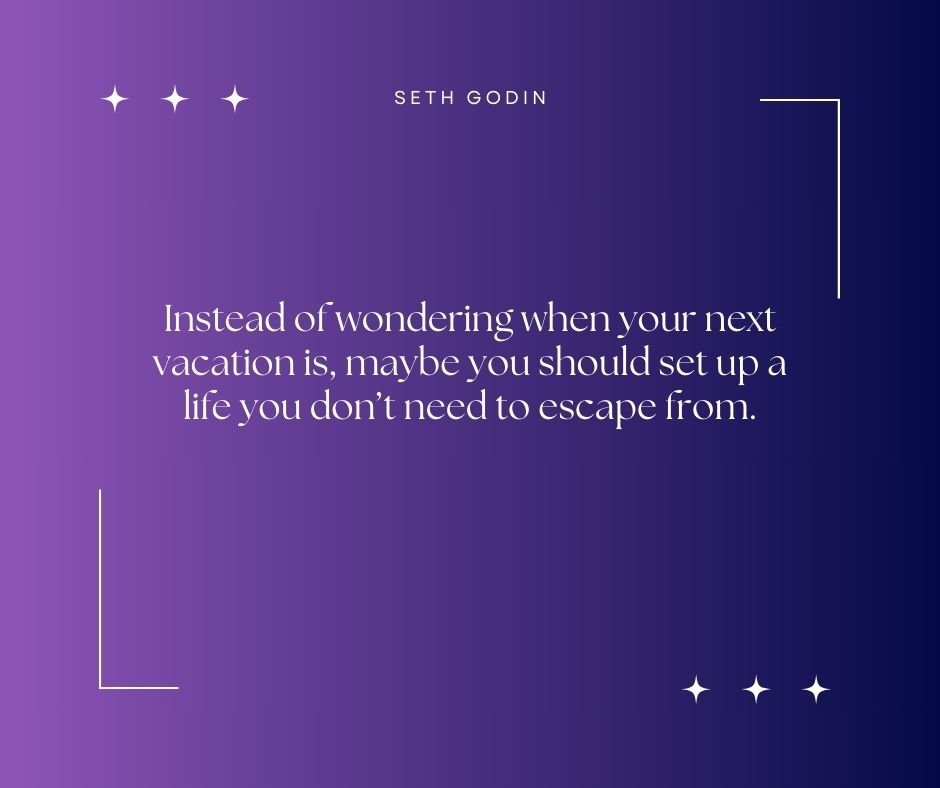 SETH GODIN
Instead of wondering when your next
vacation is, maybe you should set up a
life you don’t need to escape from.